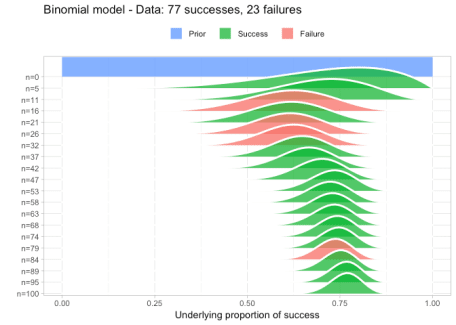 Binomial model - Data: 77 successes, 23 failures
Prior Success Failure
n=0
n=5
n=11
n=16
n=21
n=26
n=32
n=37
n=42
n=47
n=53
n=58
n=63
n=68
n=74
n=79
n=84
n=89
n=95
n=100
0.00 0.25 0.50 0.75 1.00
Underlying proportion of success